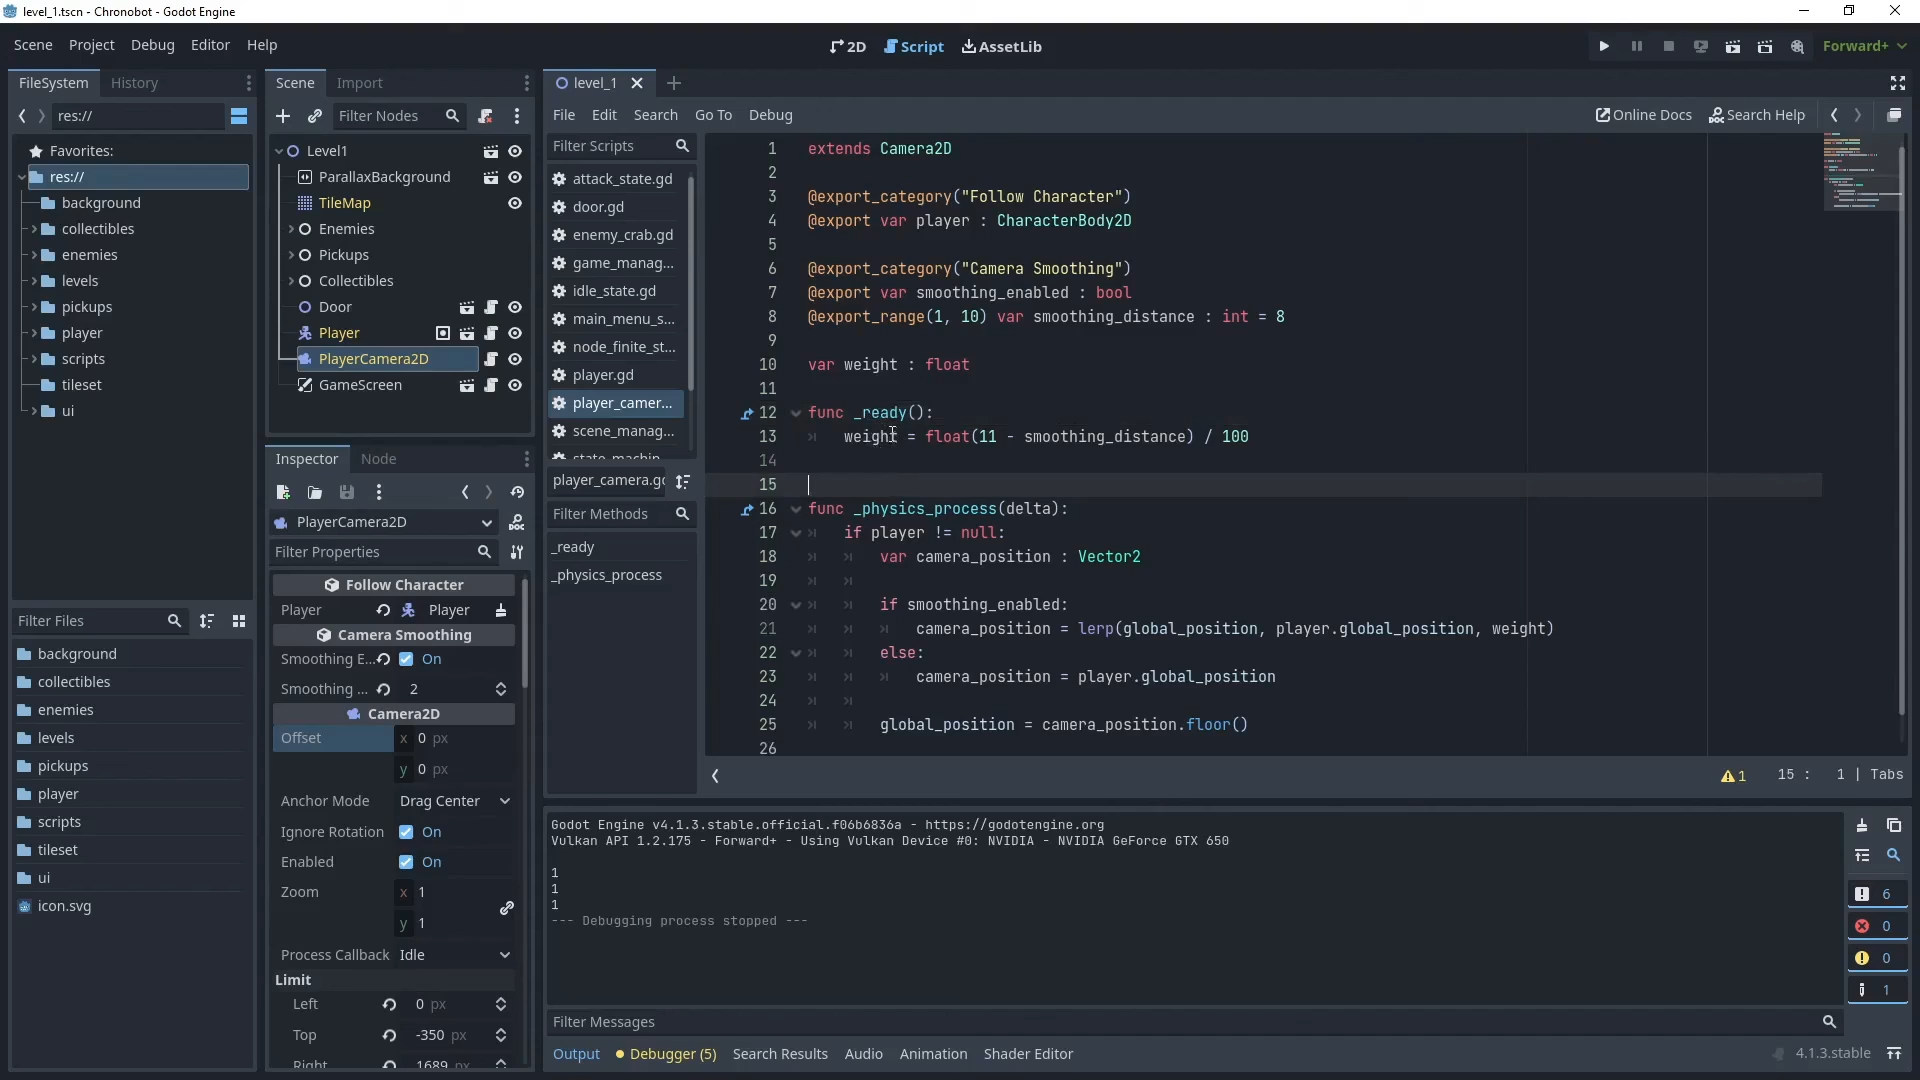 level_1.tscn - Chronobot - Godot Engine
Scene Project Debug Editor Help
2D Script AssetLib
Forward+
FileSystem History
res://
Favorites:
res://
background
collectibles
enemies
levels
pickups
player
scripts
tileset
ui
Filter Files
background
collectibles
enemies
levels
pickups
player
scripts
tileset
ui
icon.svg
Scene Import
Filter Nodes
Level1
ParallaxBackground
TileMap
Enemies
Pickups
Collectibles
Door
Player
PlayerCamera2D
GameScreen
Inspector Node
PlayerCamera2D
Filter Properties
Follow Character
Player Player
Camera Smoothing
Smoothing E... On
Smoothing ... 2
Camera2D
Offset x 0 px
y 0 px
Anchor Mode Drag Center
Ignore Rotation On
Enabled On
Zoom x 1
y 1
Process Callback Idle
Limit
Left 0 px
Top -350 px
Right 1689 px
level_1
File Edit Search Go To Debug
Online Docs Search Help
Filter Scripts
attack_state.gd
door.gd
enemy_crab.gd
game_manag...
idle_state.gd
main_menu_s...
node_finite_st...
player.gd
player_camer...
scene_manag...
state_machin
player_camera.gd
Filter Methods
_ready
_physics_process
1 extends Camera2D
2
3 @export_category("Follow Character")
4 @export var player : CharacterBody2D
5
6 @export_category("Camera Smoothing")
7 @export var smoothing_enabled : bool
8 @export_range(1, 10) var smoothing_distance : int = 8
9
10 var weight : float
11
12 func _ready():
13 weight = float(11 - smoothing_distance) / 100
14
15
16 func _physics_process(delta):
17 if player != null:
18 var camera_position : Vector2
19
20 if smoothing_enabled:
21 camera_position = lerp(global_position, player.global_position, weight)
22 else:
23 camera_position = player.global_position
24
25 global_position = camera_position.floor()
26
1 15 : 1 | Tabs
Godot Engine v4.1.3.stable.official.f06b6836a - https://godotengine.org
Vulkan API 1.2.175 - Forward+ - Using Vulkan Device #0: NVIDIA - NVIDIA GeForce GTX 650
1
1
1
--- Debugging process stopped ---
6
0
0
1
Filter Messages
Output Debugger (5) Search Results Audio Animation Shader Editor
4.1.3.stable